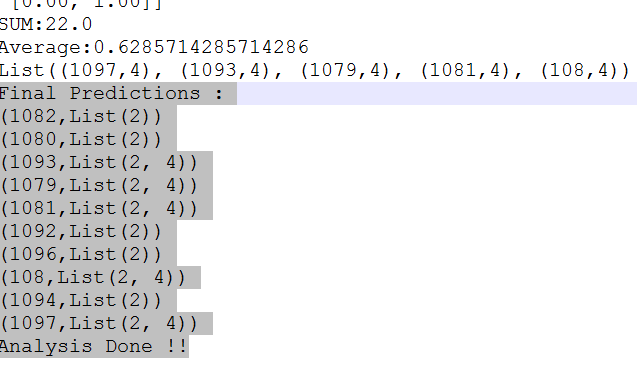 [0.00, 1.00]]
SUM:22.0
Average:0.6285714285714286
List((1097,4), (1093,4), (1079,4), (1081,4), (108,4))
Final Predictions :
(1082,List(2))
(1080,List(2))
(1093,List(2, 4))
(1079,List(2, 4))
(1081,List(2, 4))
(1092,List(2))
(1096,List(2))
(108,List(2, 4))
(1094,List(2))
(1097,List(2, 4))
Analysis Done !!